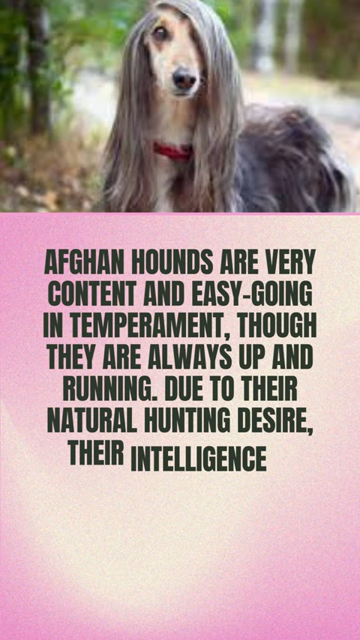 AFGHAN HOUNDS ARE VERY
CONTENT AND EASY-GOING
IN TEMPERAMENT, THOUGH
THEY ARE ALWAYS UP AND
RUNNING. DUE TO THEIR
NATURAL HUNTING DESIRE,
THEIR INTELLIGENCE